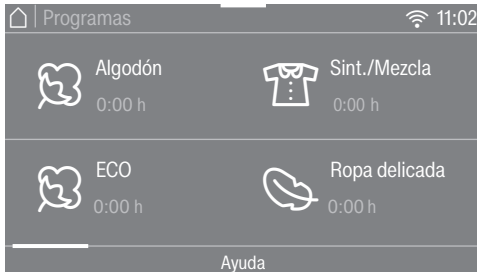 Programas 11:02
Algodón
0:00 h
Sint./Mezcla
0:00 h
ECO
0:00 h
Ropa delicada
0:00 h
Ayuda